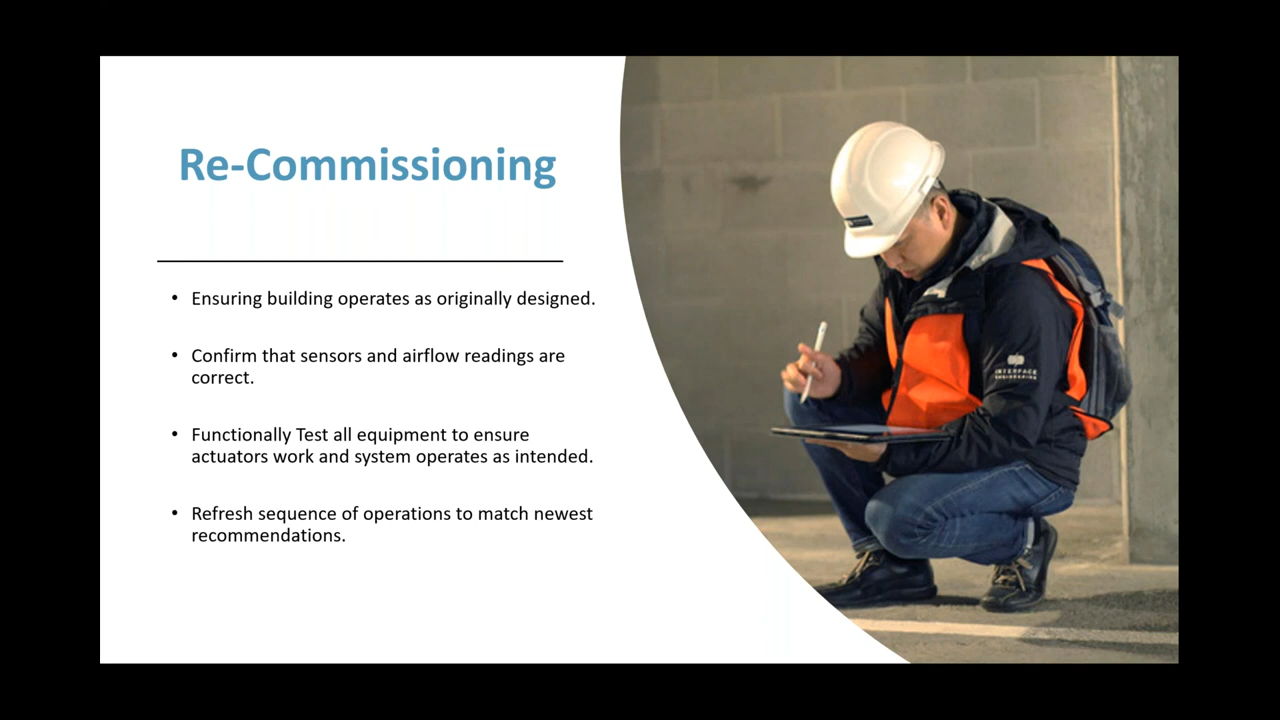 Re-Commissioning
• Ensuring building operates as originally designed.
• Confirm that sensors and airflow readings are
correct.
• Functionally Test all equipment to ensure
actuators work and system operates as intended.
• Refresh sequence of operations to match newest
recommendations.
INTERFACE
ENGINEERING